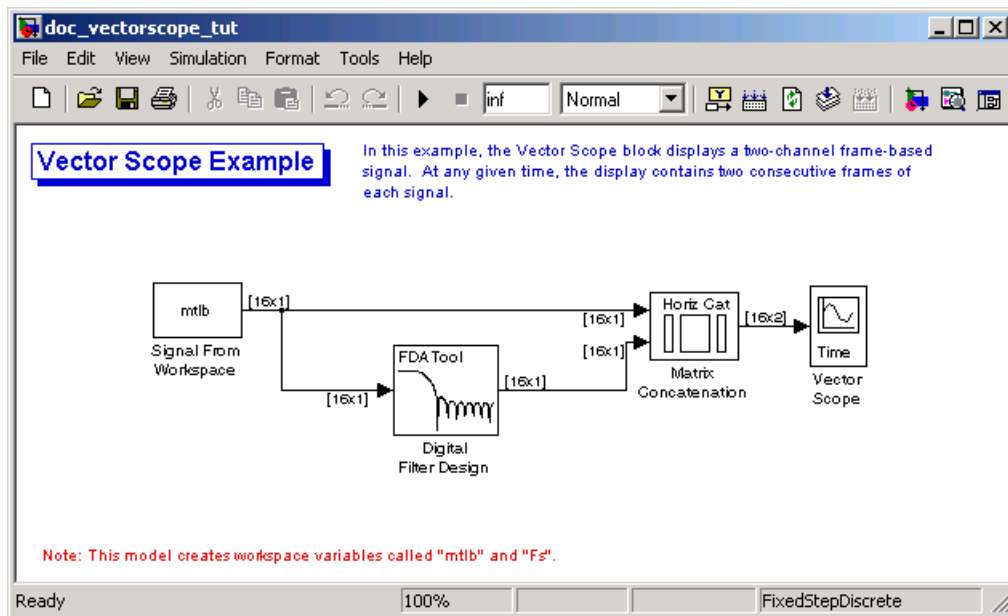 doc_vectorscope_tut
File Edit View Simulation Format Tools Help
inf Normal
Vector Scope Example
In this example, the Vector Scope block displays a two-channel frame-based
signal. At any given time, the display contains two consecutive frames of
each signal.
mtlb
[16x1]
Signal From
Workspace
[16x1]
FDATool
[16x1]
Digital
Filter Design
[16x1]
[16x1]
Horiz Cat
[16x2]
Matrix
Concatenation
Time
Vector
Scope
Note: This model creates workspace variables called "mtlb" and "Fs".
Ready 100% FixedStepDiscrete